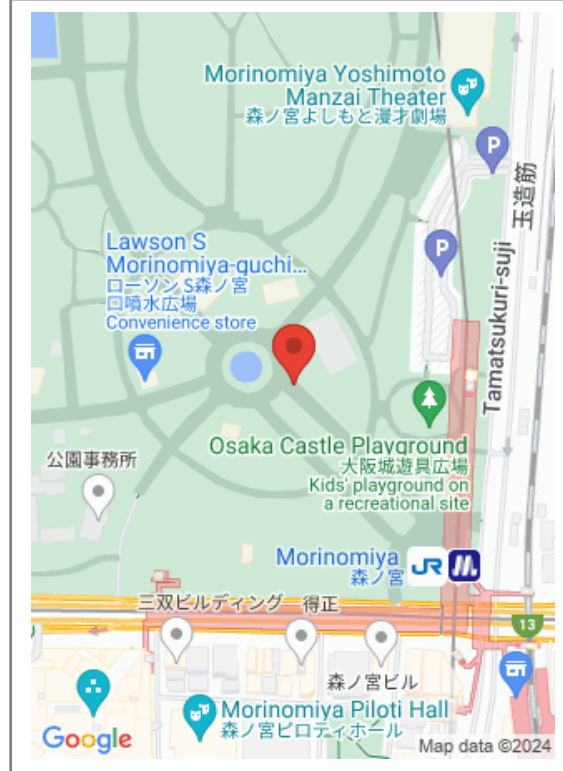 Morinomiya Yoshimoto
Manzai Theater
森ノ宮よしもと漫才劇場
P
玉造筋
Tamatsukuri-suji
P
Lawson S
Morinomiya-guchi...
ローソン S森ノ宮
口噴水広場
Convenience store
Osaka Castle Playground
大阪城遊具広場
Kids' playground on
a recreational site
公園事務所
Morinomiya
森ノ宮
JR
三双ビルディング
得正
13
森ノ宮ビル
Morinomiya Piloti Hall
森ノ宮ピロティホール
Google
Map data ©2024